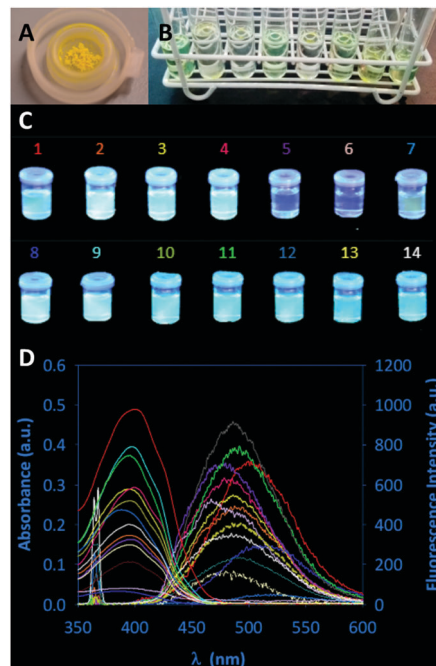 A
B
C
1 2 3 4 5 6 7
8 9 10 11 12 13 14
D
0.6 1200
0.5 1000
0.4 800
0.3 600
0.2 400
0.1 200
0.0 0
Absorbance (a.u.)
Fluorescence Intensity (a.u.)
350 400 450 500 550 600
λ (nm)